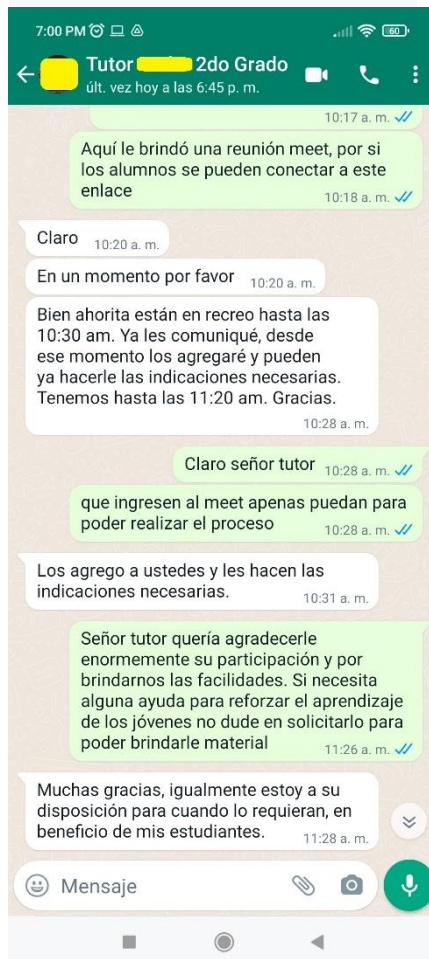 7:00 PM
60
Tutor 2do Grado
últ. vez hoy a las 6:45 p. m.
10:17 a. m.
Aquí le brindó una reunión meet, por si
los alumnos se pueden conectar a este
enlace
10:18 a. m.
Claro 10:20 a. m.
En un momento por favor 10:20 a. m.
Bien ahorita están en recreo hasta las
10:30 am. Ya les comuniqué, desde
ese momento los agregaré y pueden
ya hacerle las indicaciones necesarias.
Tenemos hasta las 11:20 am. Gracias.
10:28 a. m.
Claro señor tutor 10:28 a. m.
que ingresen al meet apenas puedan para
poder realizar el proceso 10:28 a. m.
Los agrego a ustedes y les hacen las
indicaciones necesarias. 10:31 a. m.
Señor tutor quería agradecerle
enormemente su participación y por
brindarnos las facilidades. Si necesita
alguna ayuda para reforzar el aprendizaje
de los jóvenes no dude en solicitarlo para
poder brindarle material 11:26 a. m.
Muchas gracias, igualmente estoy a su
disposición para cuando lo requieran, en
beneficio de mis estudiantes. 11:28 a. m.
Mensaje